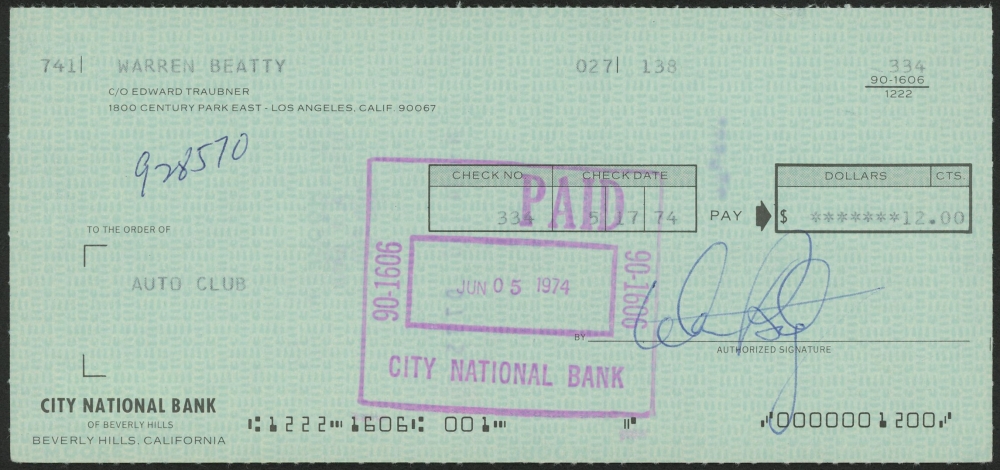 741 WARREN BEATTY 027 138 334
C/O EDWARD TRAUBNER 90-1606
1800 CENTURY PARK EAST - LOS ANGELES, CALIF. 90067 1222
928570
CHECK NO. CHECK DATE DOLLARS CTS.
334 5 17 74 PAY $ *******12.00
PAID
TO THE ORDER OF
AUTO CLUB
90-1606 JUN 05 1974 90-1606
BY
AUTHORIZED SIGNATURE
CITY NATIONAL BANK
CITY NATIONAL BANK
OF BEVERLY HILLS
BEVERLY HILLS, CALIFORNIA
⑆1222⑉1606⑆ 001⑈ ⑈ ⑇0000001200⑇